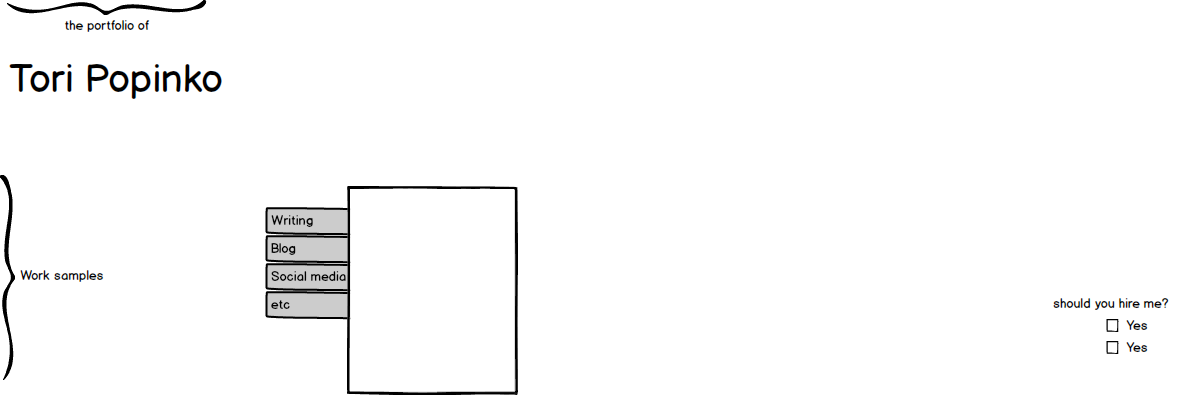 the portfolio of
Tori Popinko
Writing
Blog
Social media
Work samples
etc
should you hire me?
Yes
Yes